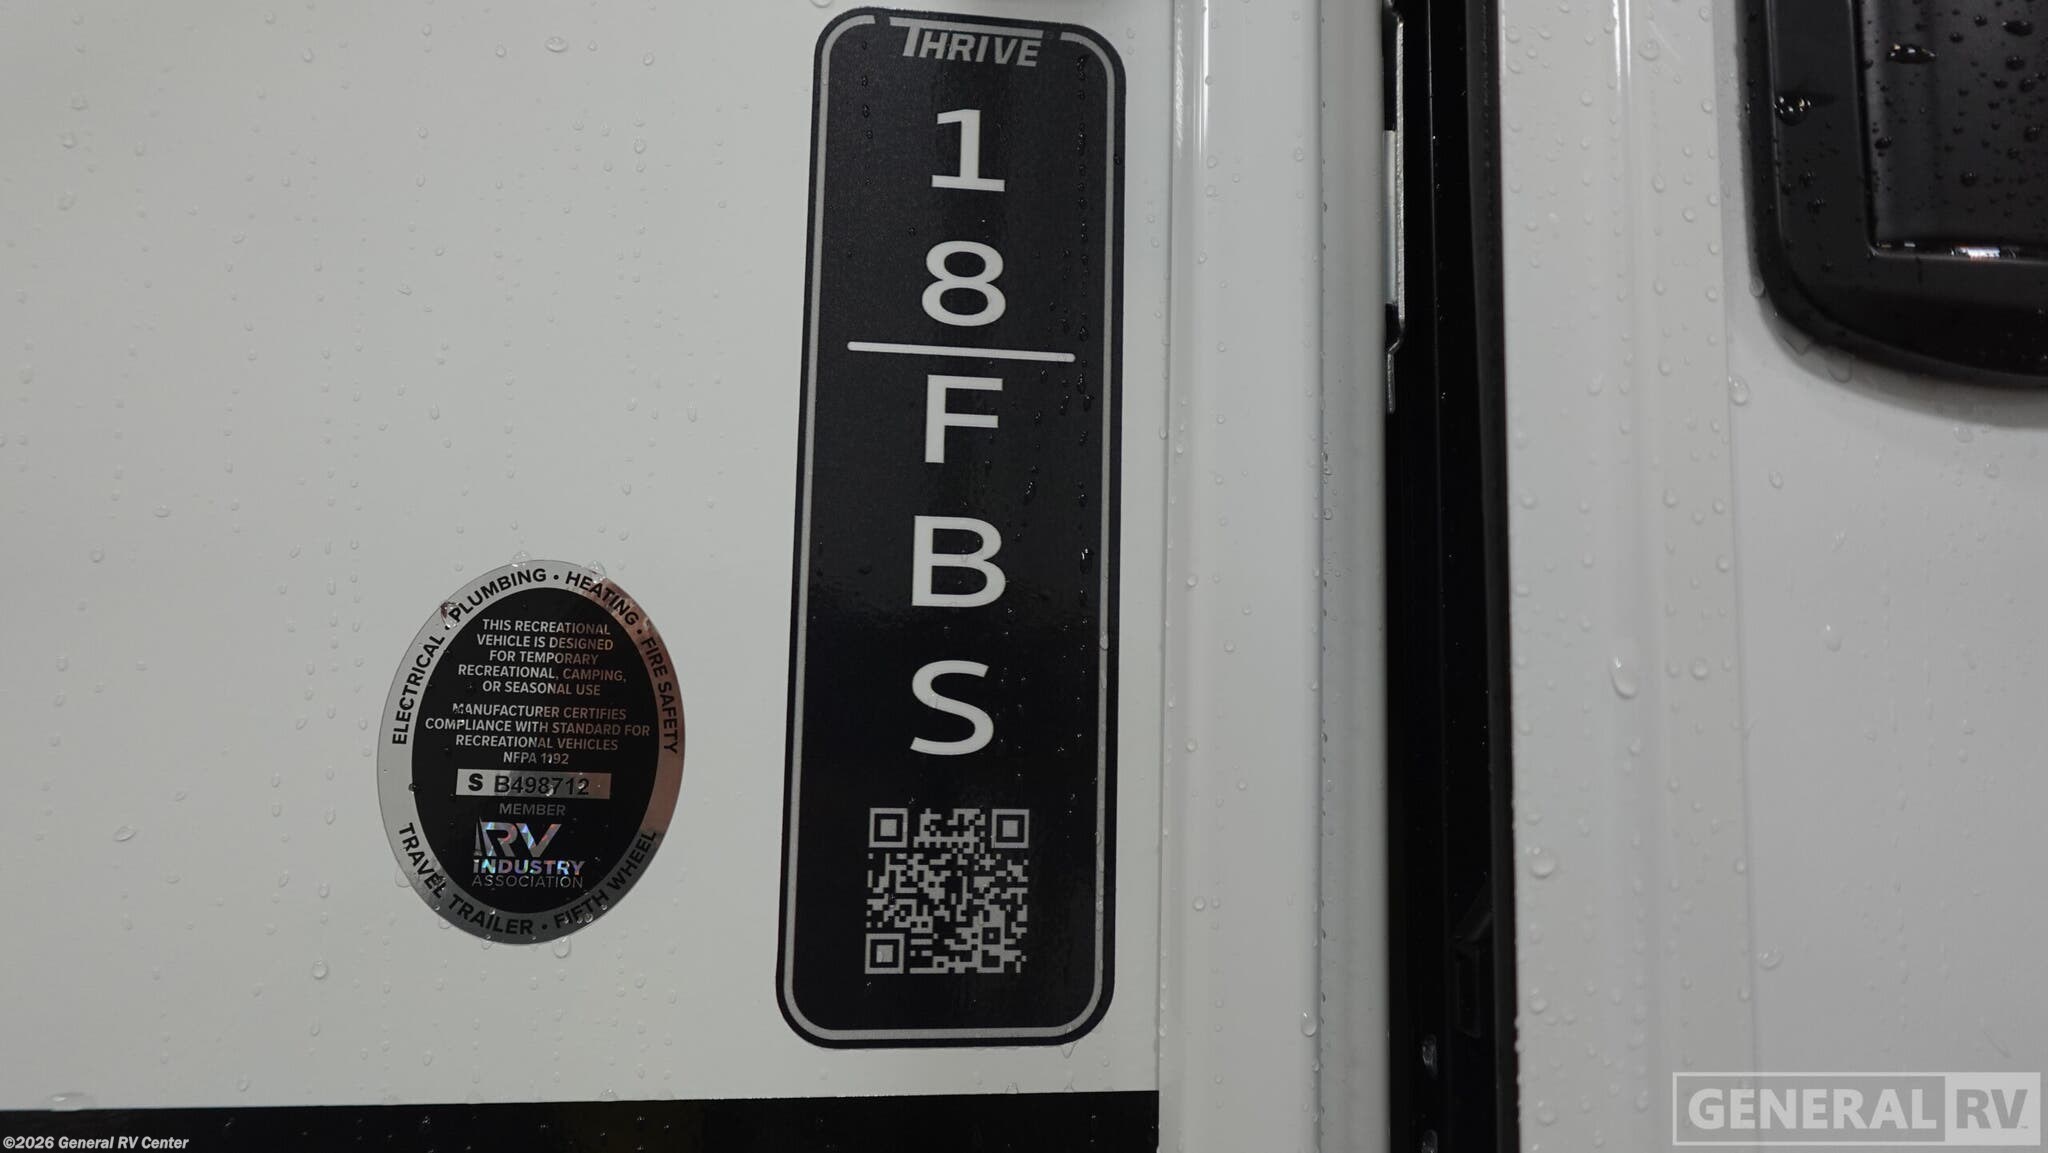 THRIVE
1
8
F
B
S
ELECTRICAL • PLUMBING • HEATING • FIRE SAFETY
THIS RECREATIONAL
VEHICLE IS DESIGNED
FOR TEMPORARY
RECREATIONAL, CAMPING,
OR SEASONAL USE
MANUFACTURER CERTIFIES
COMPLIANCE WITH STANDARD FOR
RECREATIONAL VEHICLES
NFPA 1192
S B498712
MEMBER
RV
INDUSTRY
ASSOCIATION
TRAVEL TRAILER • FIFTH WHEEL
GENERAL RV
©2026 General RV Center